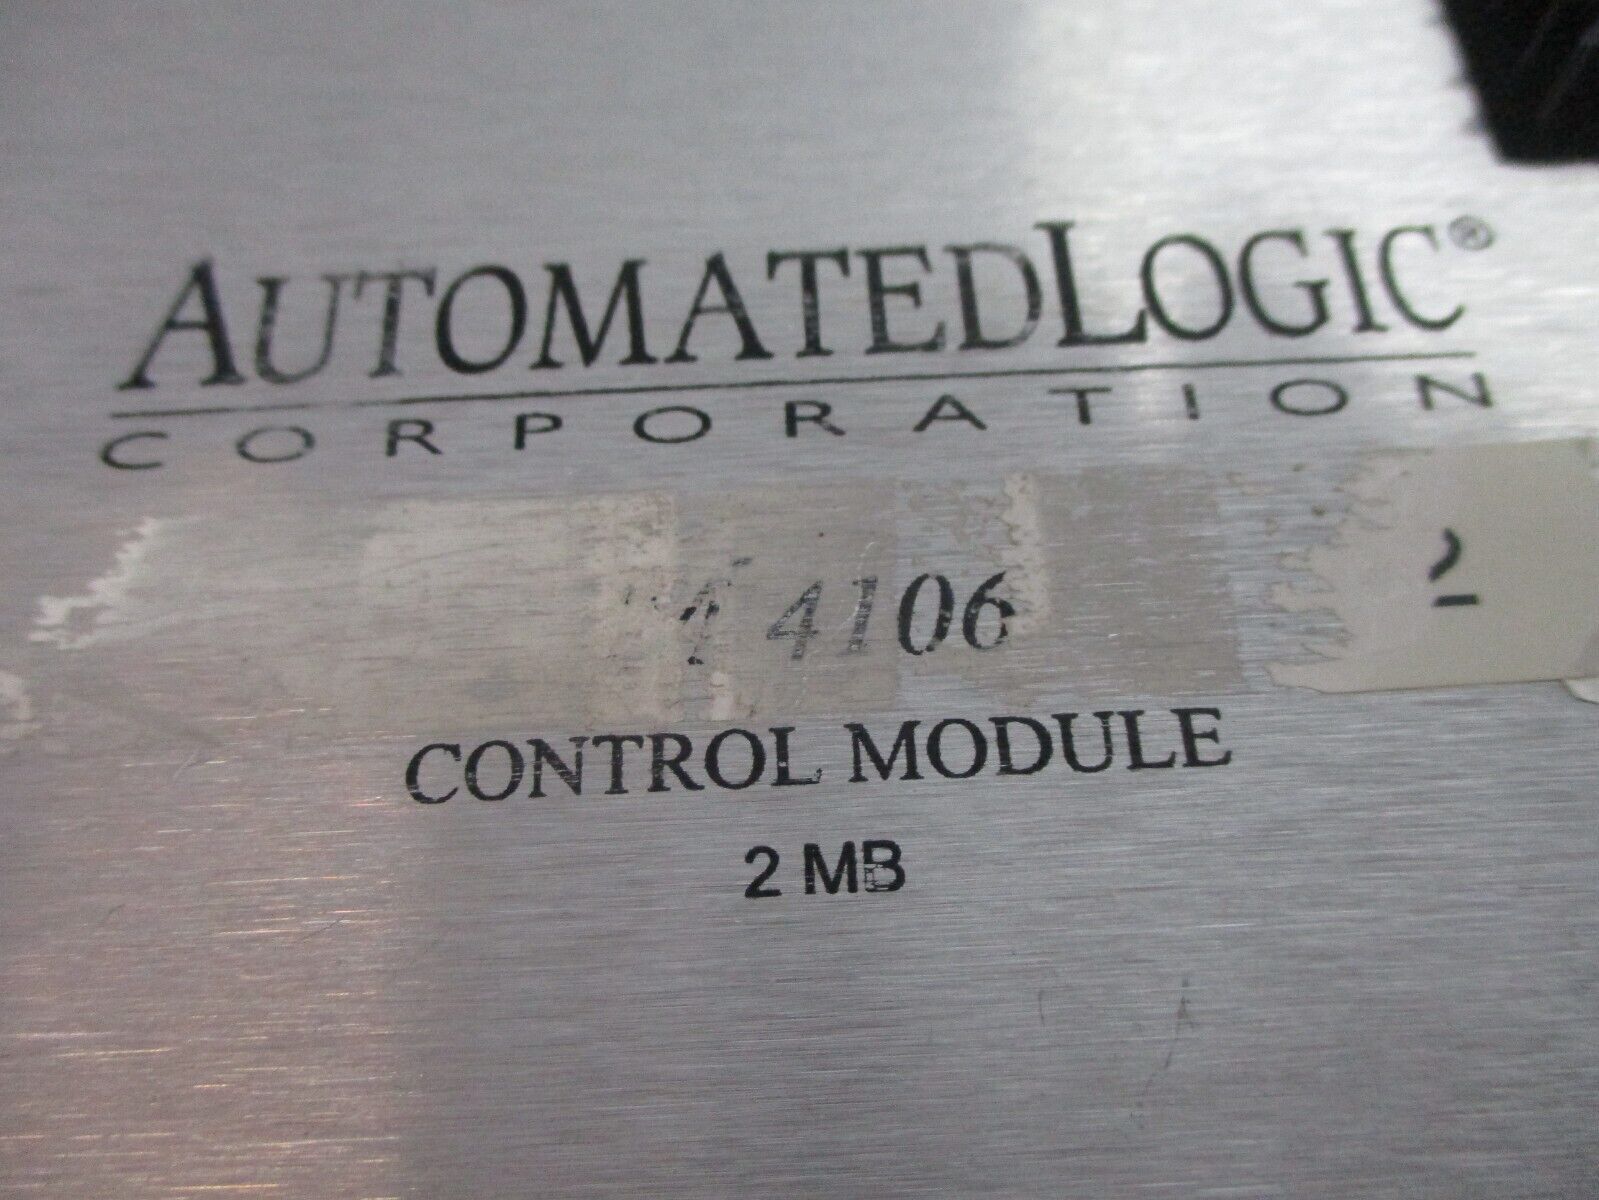 AUTOMATEDLOGIC®
CORPORATION
4106
CONTROL MODULE
2 MB